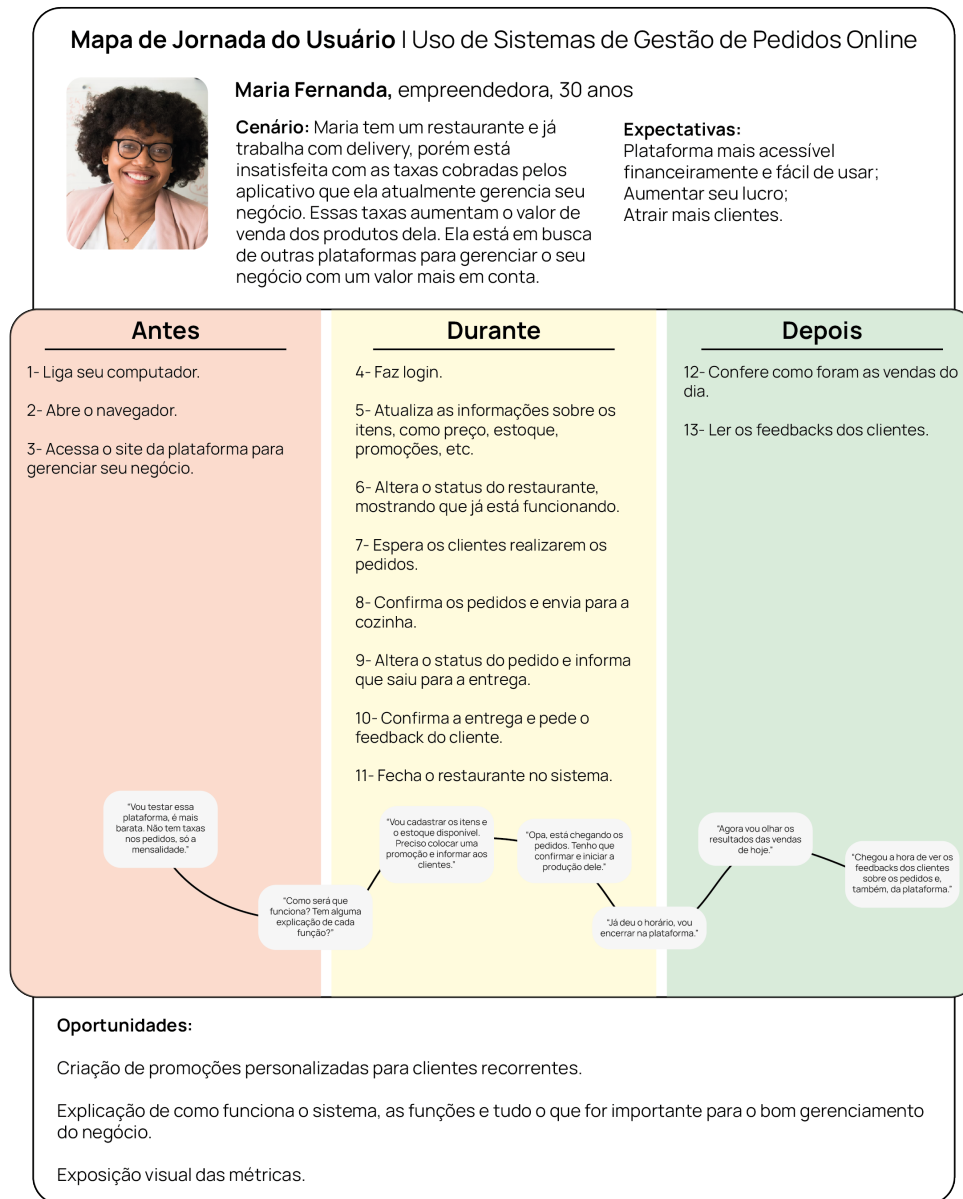 Mapa de Jornada do Usuário | Uso de Sistemas de Gestão de Pedidos Online
Maria Fernanda, empreendedora, 30 anos
Cenário: Maria tem um restaurante e já
trabalha com delivery, porém está
insatisfeita com as taxas cobradas pelos
aplicativo que ela atualmente gerencia seu
negócio. Essas taxas aumentam o valor de
venda dos produtos dela. Ela está em busca
de outras plataformas para gerenciar o seu
negócio com um valor mais em conta.
Expectativas:
Plataforma mais acessível
financeiramente e fácil de usar;
Aumentar seu lucro;
Atrair mais clientes.
Antes
1- Liga seu computador.
2- Abre o navegador.
3- Acessa o site da plataforma para
gerenciar seu negócio.
Durante
4- Faz login.
5- Atualiza as informações sobre os
itens, como preço, estoque,
promoções, etc.
6- Altera o status do restaurante,
mostrando que já está funcionando.
7- Espera os clientes realizarem os
pedidos.
8- Confirma os pedidos e envia para a
cozinha.
9- Altera o status do pedido e informa
que saiu para a entrega.
10- Confirma a entrega e pede o
feedback do cliente.
11- Fecha o restaurante no sistema.
Depois
12- Confere como foram as vendas do
dia.
13- Ler os feedbacks dos clientes.
"Vou testar essa
plataforma, é mais
barata. Não tem taxas
nos pedidos, só a
mensalidade."
"Como será que
funciona? Tem alguma
explicação de cada
função?"
"Vou cadastrar os itens e
o estoque disponível.
Preciso colocar uma
promoção e informar aos
clientes."
"Opa, está chegando os
pedidos. Tenho que
confirmar e iniciar a
produção dele."
"Já deu o horário, vou
encerrar na plataforma."
"Agora vou olhar os
resultados das vendas
de hoje."
"Chegou a hora de ver os
feedbacks dos clientes
sobre os pedidos e,
também, da plataforma."
Oportunidades:
Criação de promoções personalizadas para clientes recorrentes.
Explicação de como funciona o sistema, as funções e tudo o que for importante para o bom gerenciamento
do negócio.
Exposição visual das métricas.